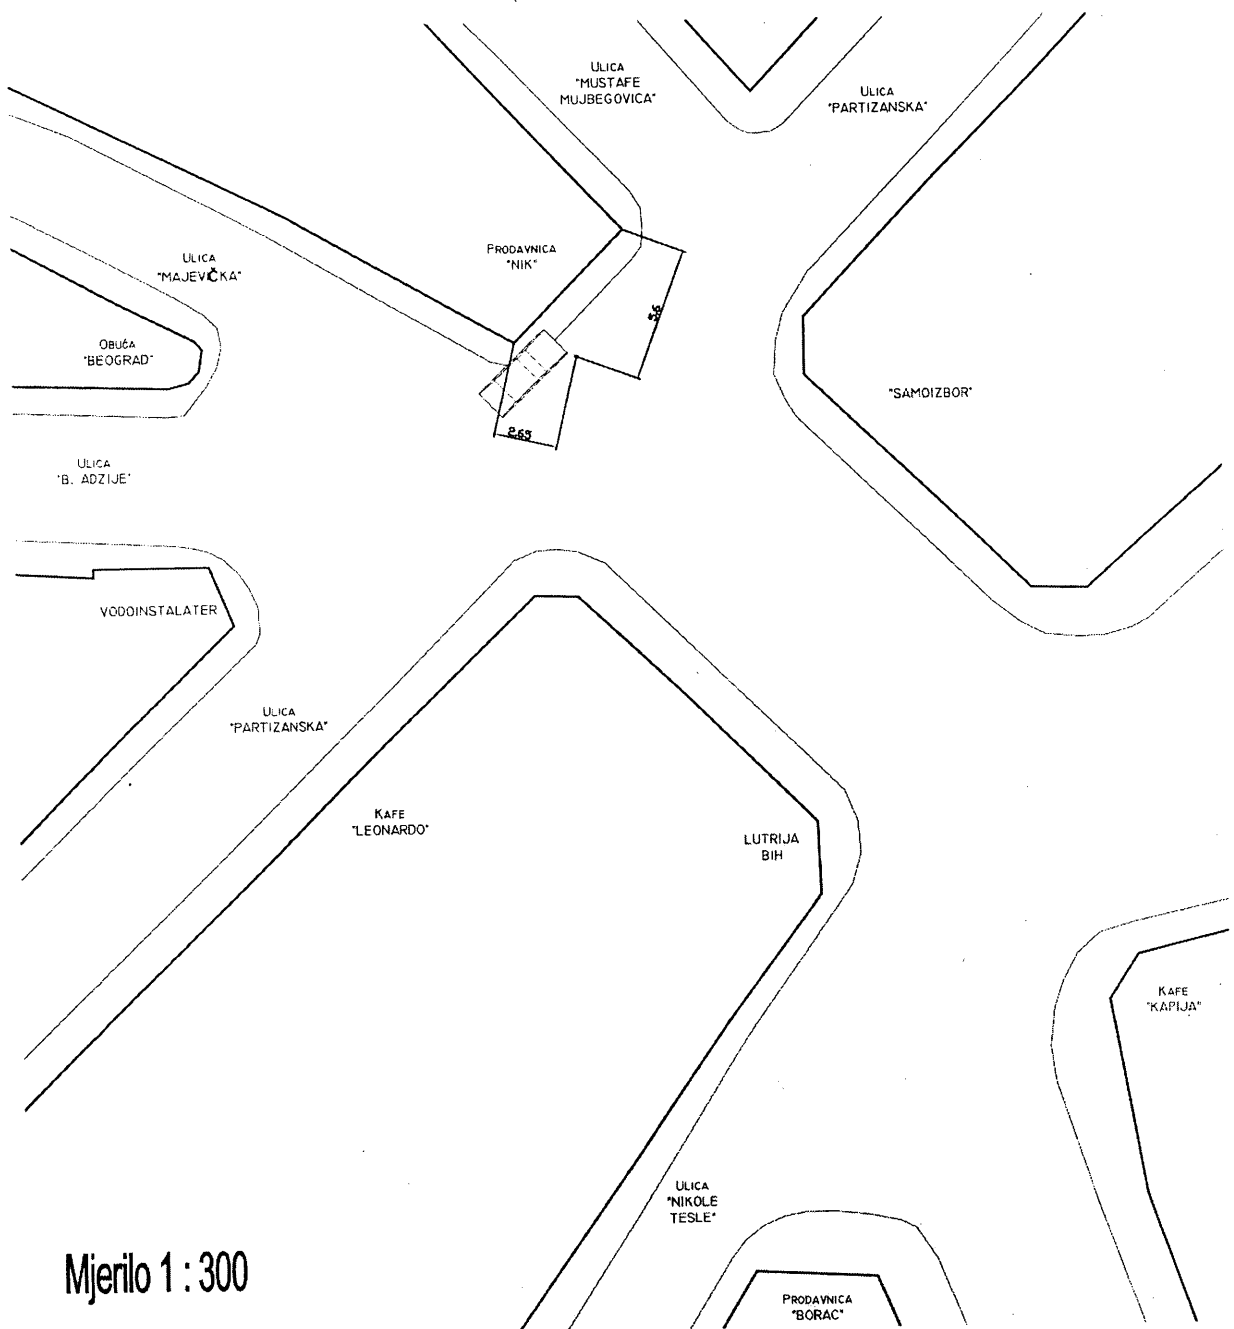 ULICA
"MUSTAFE
MUJBEGOVICA"
ULICA
"PARTIZANSKA"
PRODAVNICA
"NIK"
ULICA
"MAJEVIČKA"
5.6
OBUĆA
"BEOGRAD"
"SAMOIZBOR"
2.65
ULICA
"B. ADZIJE"
VODOINSTALATER
ULICA
"PARTIZANSKA"
KAFE
"LEONARDO"
LUTRIJA
BIH
KAFE
"KAPIJA"
ULICA
"NIKOLE
TESLE"
Mjerilo 1 : 300
PRODAVNICA
"BORAC"